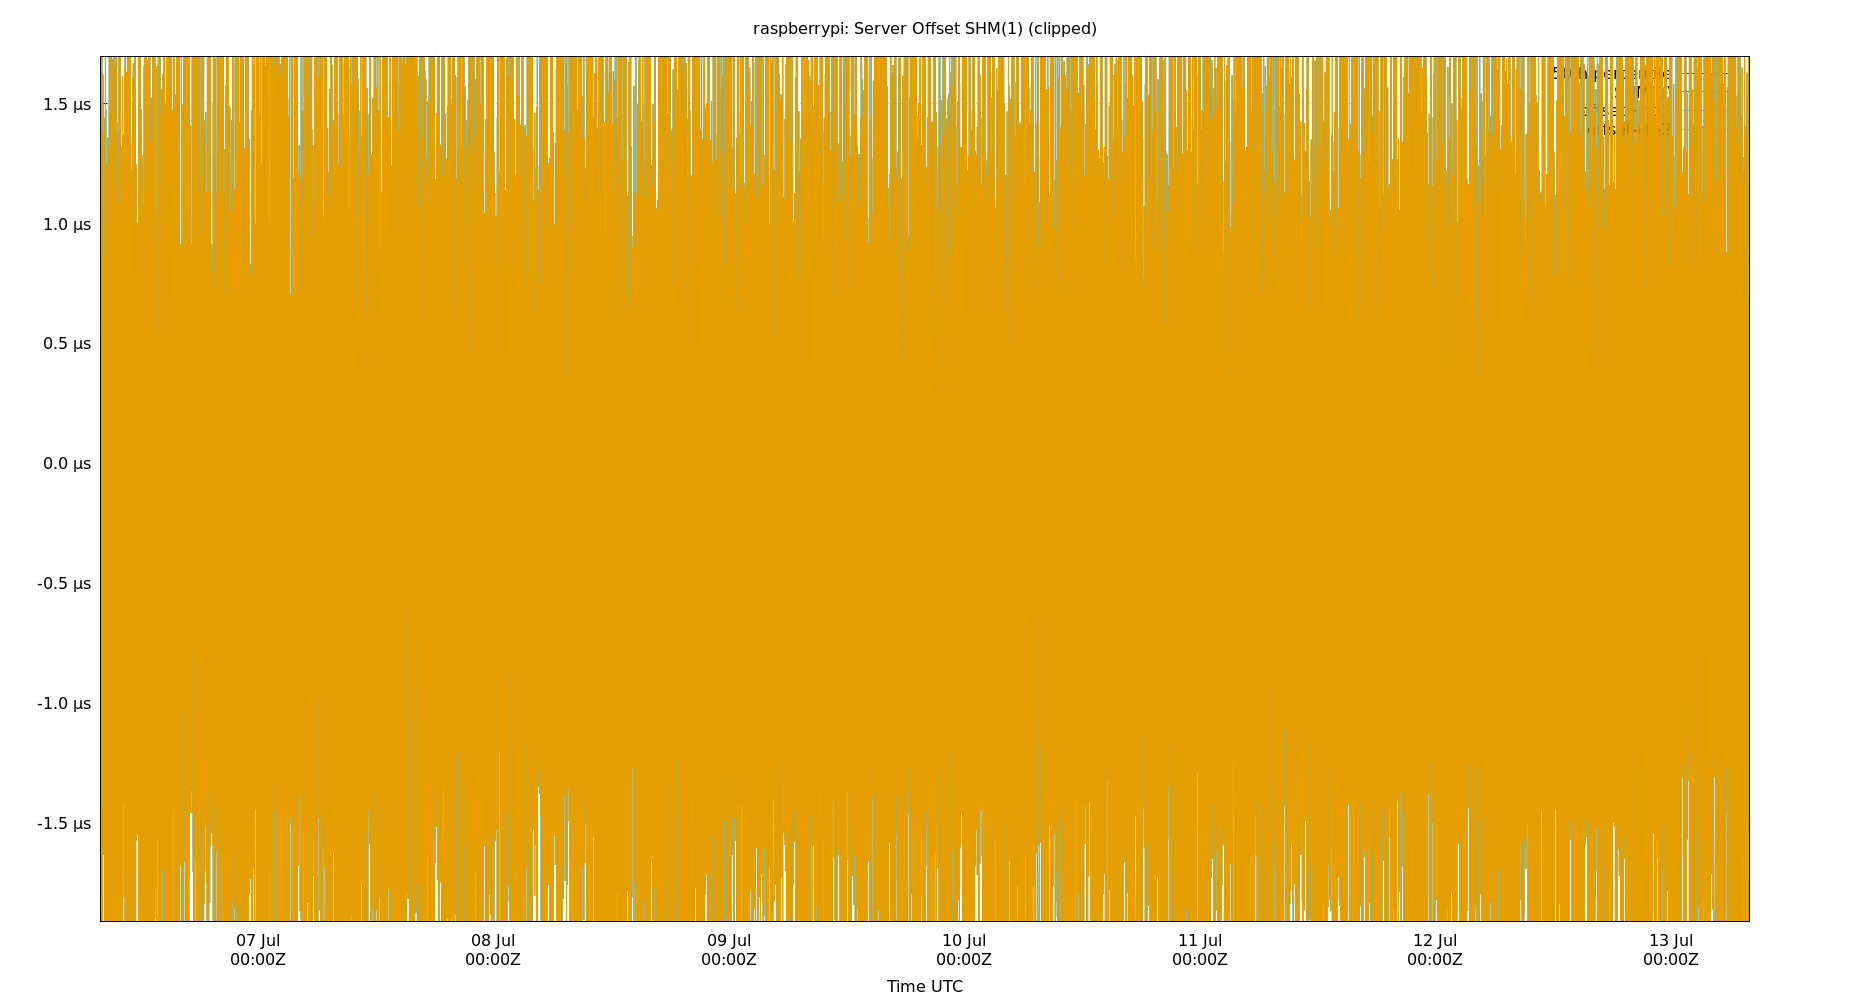 raspberrypi: Server Offset SHM(1) (clipped)
1.5 µs
1.0 µs
0.5 µs
0.0 µs
-0.5 µs
-1.0 µs
-1.5 µs
07 Jul 08 Jul 09 Jul 10 Jul 11 Jul 12 Jul 13 Jul
00:00Z 00:00Z 00:00Z 00:00Z 00:00Z 00:00Z 00:00Z
Time UTC